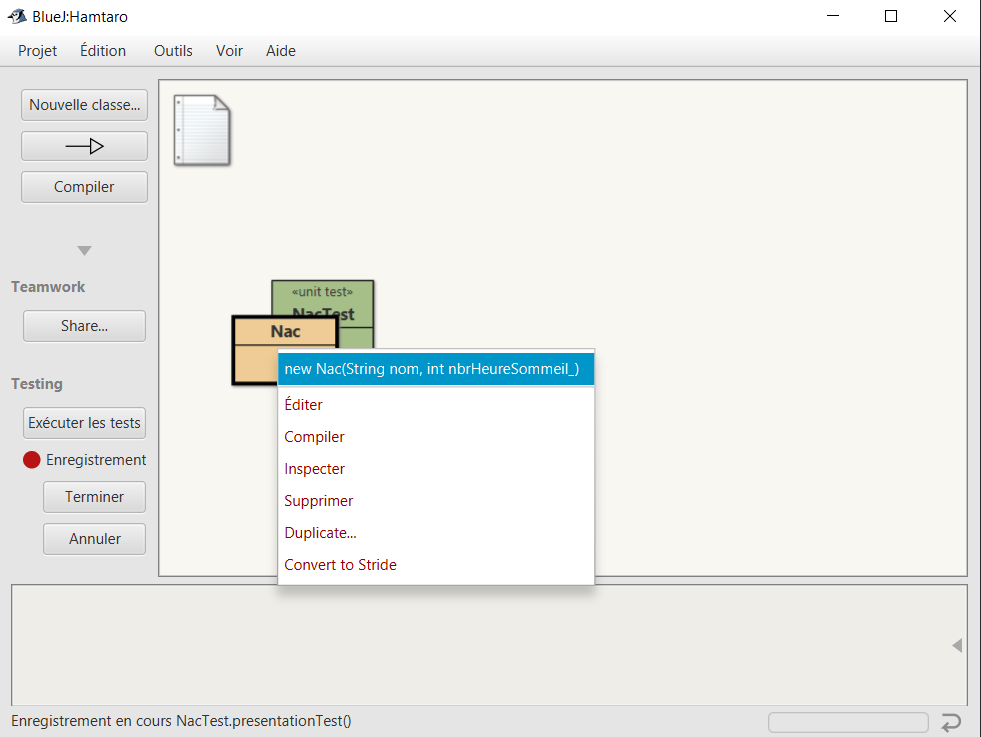 BlueJ:Hamtaro
Projet Édition Outils Voir Aide
Nouvelle classe...
Compiler
Teamwork
Share...
Testing
Exécuter les tests
Enregistrement
Terminer
Annuler
«unit test»
NacTest
Nac
new Nac(String nom, int nbrHeureSommeil_)
Éditer
Compiler
Inspecter
Supprimer
Duplicate...
Convert to Stride
Enregistrement en cours NacTest.presentationTest()